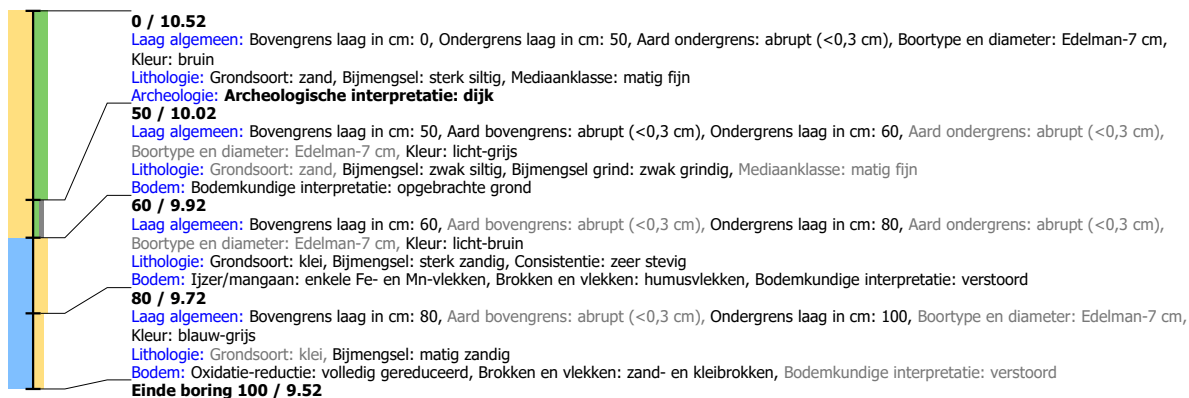 0 / 10.52
Laag algemeen: Bovengrens laag in cm: 0, Ondergrens laag in cm: 50, Aard ondergrens: abrupt (<0,3 cm), Boortype en diameter: Edelman-7 cm,
Kleur: bruin
Lithologie: Grondsoort: zand, Bijmengsel: sterk siltig, Mediaanklasse: matig fijn
Archeologie: Archeologische interpretatie: dijk
50 / 10.02
Laag algemeen: Bovengrens laag in cm: 50, Aard bovengrens: abrupt (<0,3 cm), Ondergrens laag in cm: 60, Aard ondergrens: abrupt (<0,3 cm),
Boortype en diameter: Edelman-7 cm, Kleur: licht-grijs
Lithologie: Grondsoort: zand, Bijmengsel: zwak siltig, Bijmengsel grind: zwak grindig, Mediaanklasse: matig fijn
Bodem: Bodemkundige interpretatie: opgebrachte grond
60 / 9.92
Laag algemeen: Bovengrens laag in cm: 60, Aard bovengrens: abrupt (<0,3 cm), Ondergrens laag in cm: 80, Aard ondergrens: abrupt (<0,3 cm),
Boortype en diameter: Edelman-7 cm, Kleur: licht-bruin
Lithologie: Grondsoort: klei, Bijmengsel: sterk zandig, Consistentie: zeer stevig
Bodem: Ijzer/mangaan: enkele Fe- en Mn-vlekken, Brokken en vlekken: humusvlekken, Bodemkundige interpretatie: verstoord
80 / 9.72
Laag algemeen: Bovengrens laag in cm: 80, Aard bovengrens: abrupt (<0,3 cm), Ondergrens laag in cm: 100, Boortype en diameter: Edelman-7 cm,
Kleur: blauw-grijs
Lithologie: Grondsoort: klei, Bijmengsel: matig zandig
Bodem: Oxidatie-reductie: volledig gereduceerd, Brokken en vlekken: zand- en kleibrokken, Bodemkundige interpretatie: verstoord
Einde boring 100 / 9.52